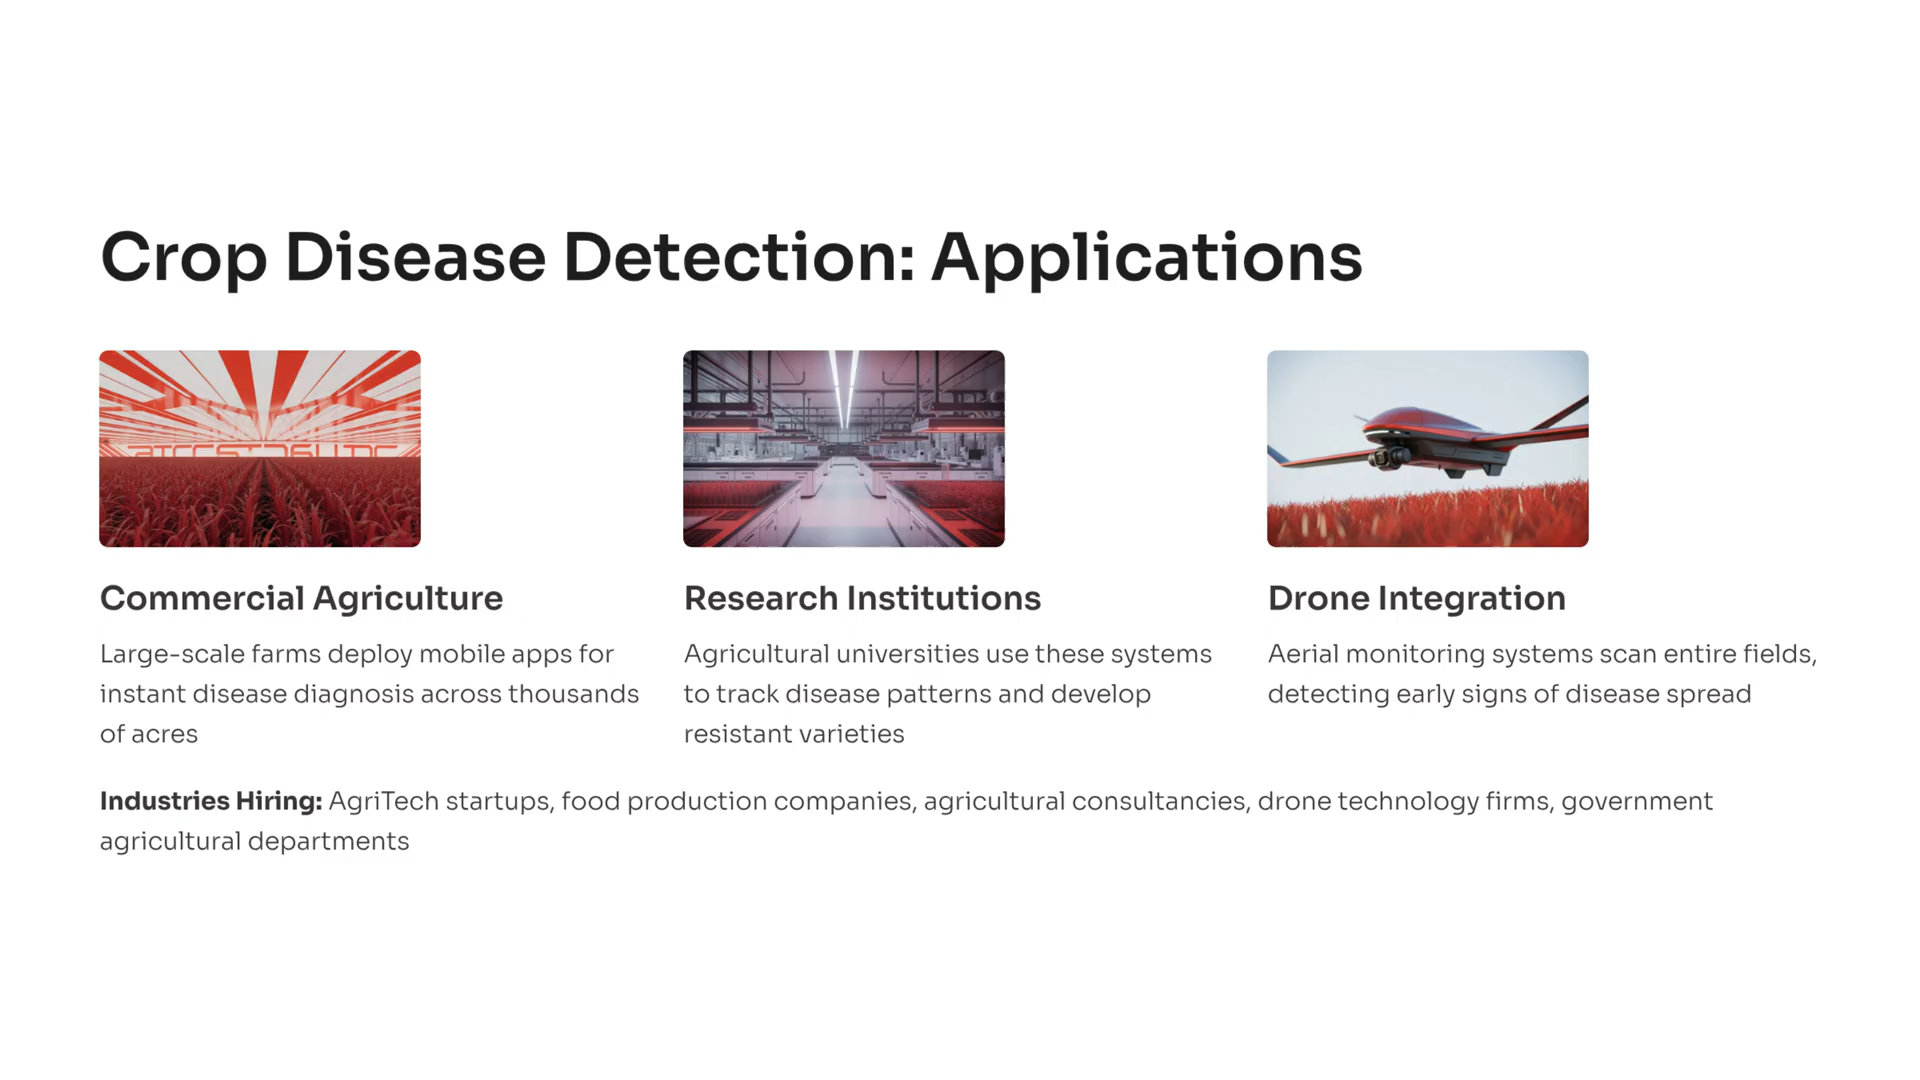 Crop Disease Detection: Applications
Commercial Agriculture
Large-scale farms deploy mobile apps for
instant disease diagnosis across thousands
of acres
Research Institutions
Agricultural universities use these systems
to track disease patterns and develop
resistant varieties
Drone Integration
Aerial monitoring systems scan entire fields,
detecting early signs of disease spread
Industries Hiring: AgriTech startups, food production companies, agricultural consultancies, drone technology firms, government
agricultural departments